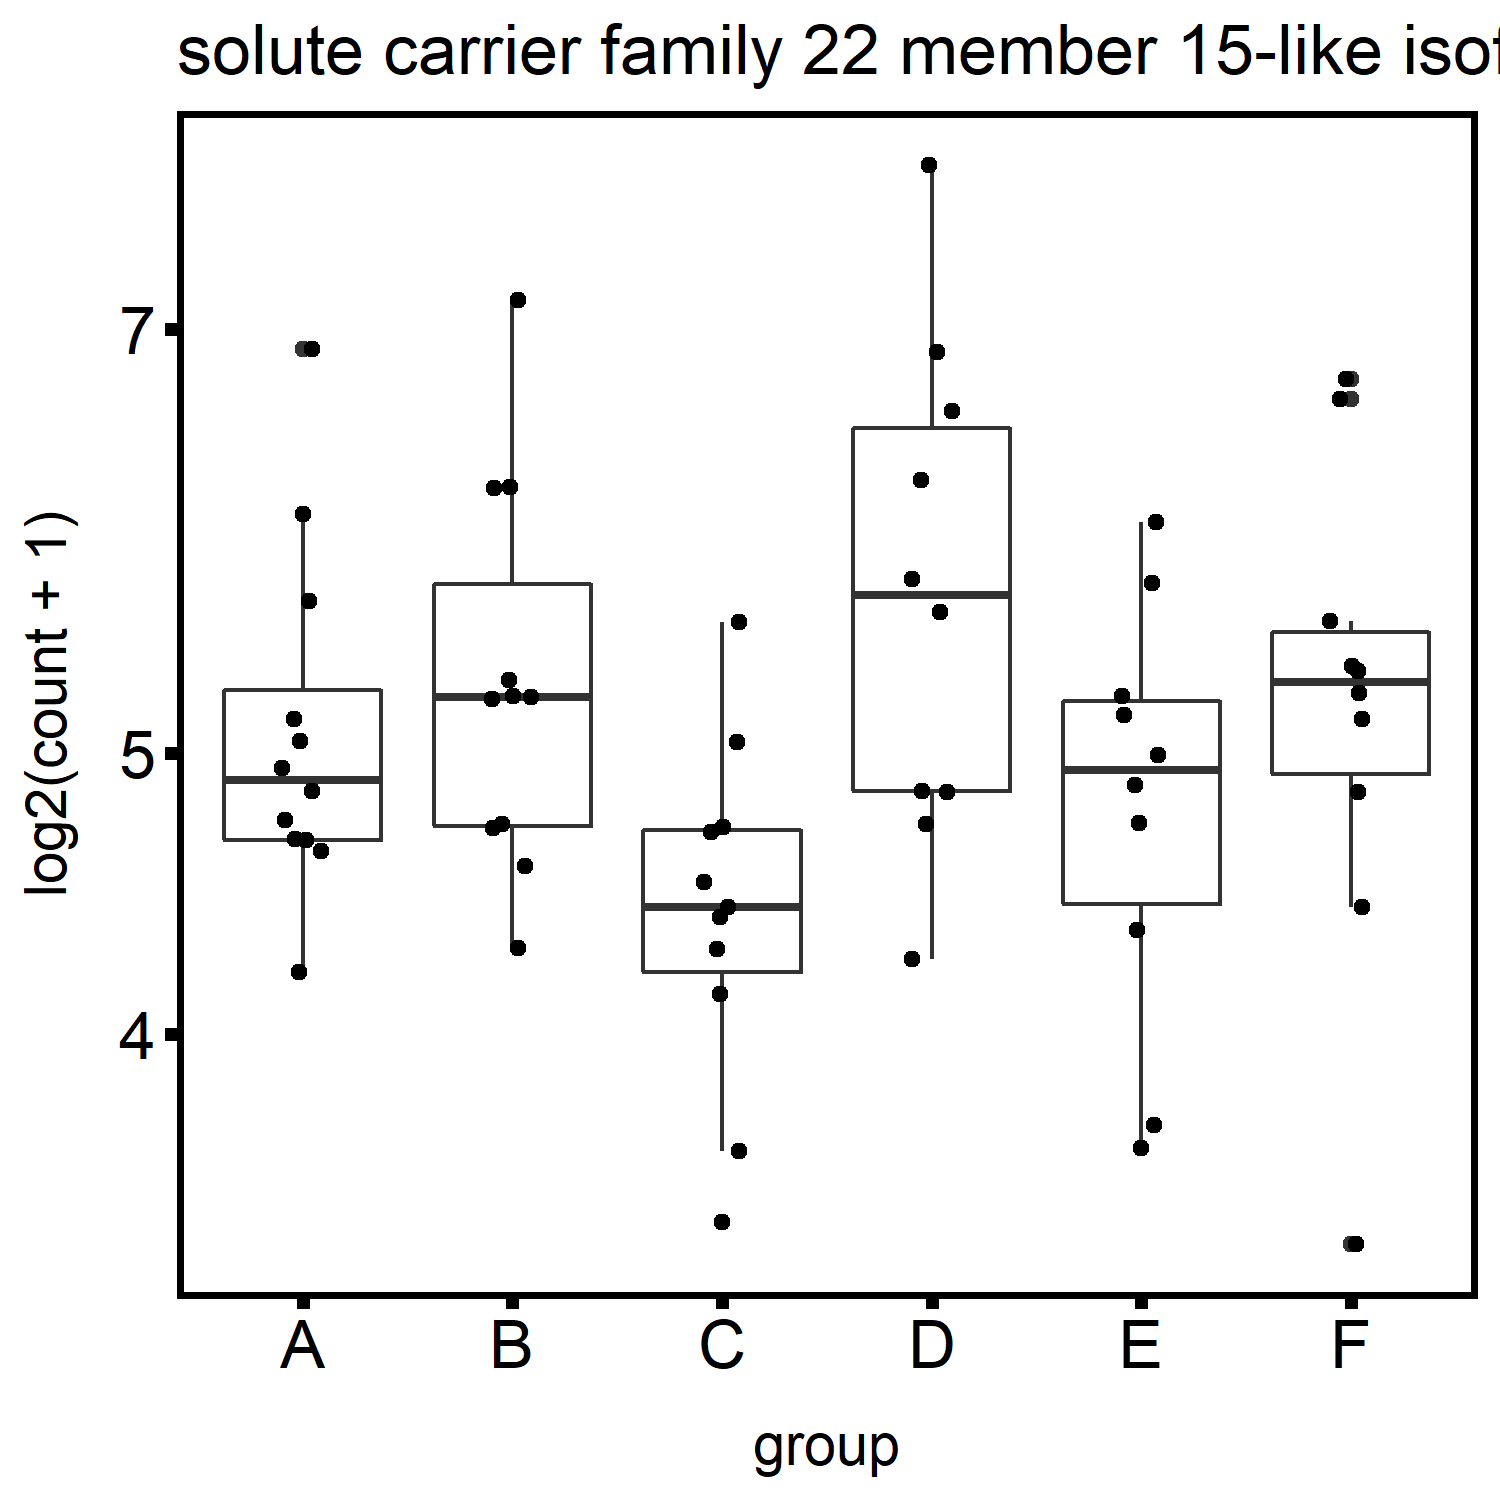 solute carrier family 22 member 15-like isof
7
5
4
log2(count + 1)
A B C D E F
group